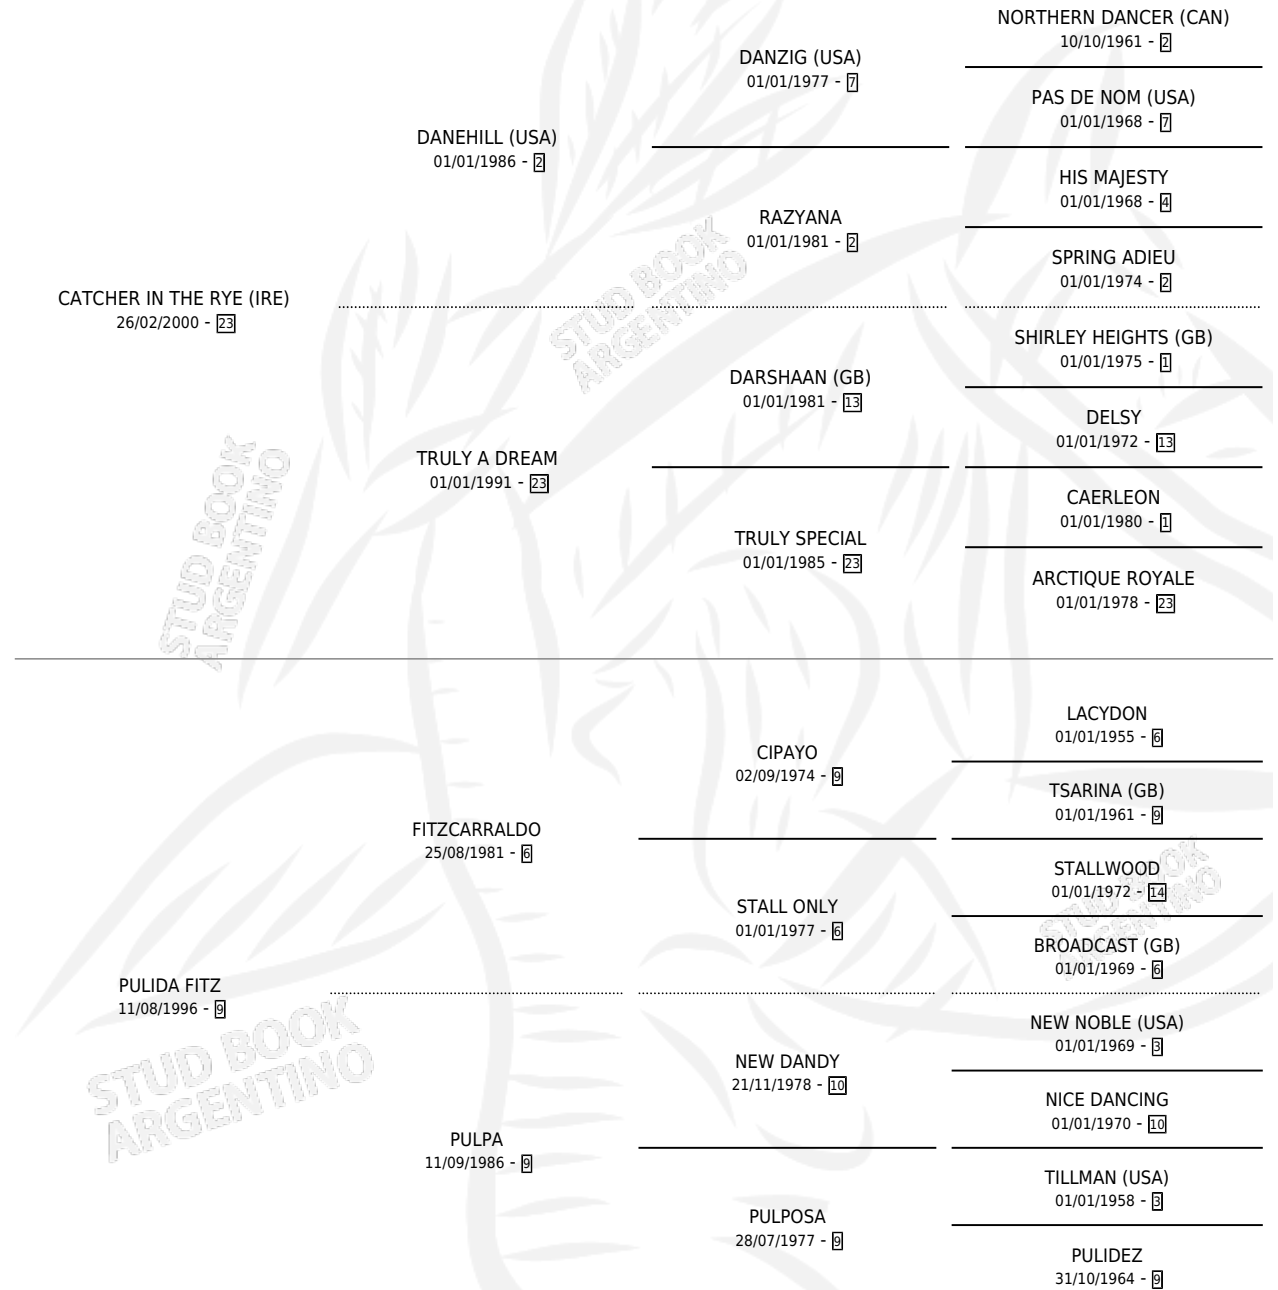 NORTHERN DANCER (CAN)
10/10/1961 - 2
DANZIG (USA)
01/01/1977 - 7
PAS DE NOM (USA)
01/01/1968 - 7
DANEHILL (USA)
01/01/1986 - 2
HIS MAJESTY
01/01/1968 - 4
RAZYANA
01/01/1981 - 2
SPRING ADIEU
01/01/1974 - 2
CATCHER IN THE RYE (IRE)
26/02/2000 - 23
STUD BOOK
ARGENTINO
SHIRLEY HEIGHTS (GB)
01/01/1975 - 1
DARSHAAN (GB)
01/01/1981 - 13
DELSY
01/01/1972 - 13
TRULY A DREAM
01/01/1991 - 23
CAERLEON
01/01/1980 - 1
TRULY SPECIAL
01/01/1985 - 23
ARCTIQUE ROYALE
01/01/1978 - 23
STUD BOOK
ARGENTINO
LACYDON
01/01/1955 - 6
CIPAYO
02/09/1974 - 9
TSARINA (GB)
01/01/1961 - 9
FITZCARRALDO
25/08/1981 - 6
STALLWOOD
01/01/1972 - 14
STALL ONLY
01/01/1977 - 6
STUD BOOK
ARGENTINO
BROADCAST (GB)
01/01/1969 - 6
PULIDA FITZ
11/08/1996 - 9
STUD BOOK
ARGENTINO
NEW NOBLE (USA)
01/01/1969 - 3
NEW DANDY
21/11/1978 - 10
NICE DANCING
01/01/1970 - 10
PULPA
11/09/1986 - 9
TILLMAN (USA)
01/01/1958 - 3
PULPOSA
28/07/1977 - 9
PULIDEZ
31/10/1964 - 9